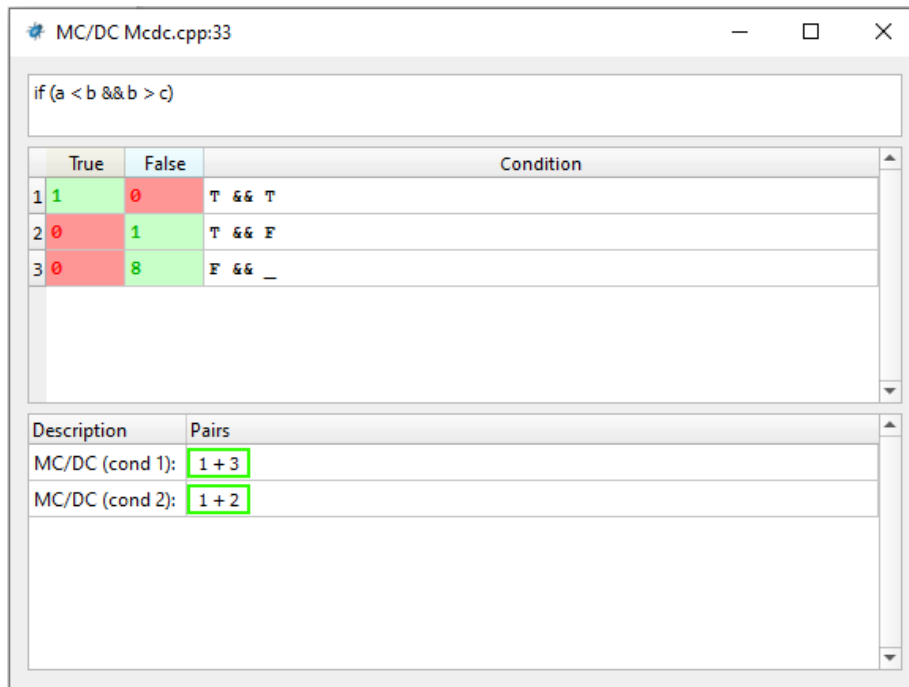 MC/DC Mcdc.cpp:33
if (a < b && b > c)
True False Condition
1 1 0 T && T
2 0 1 T && F
3 0 8 F && _
Description Pairs
MC/DC (cond 1): 1 + 3
MC/DC (cond 2): 1 + 2